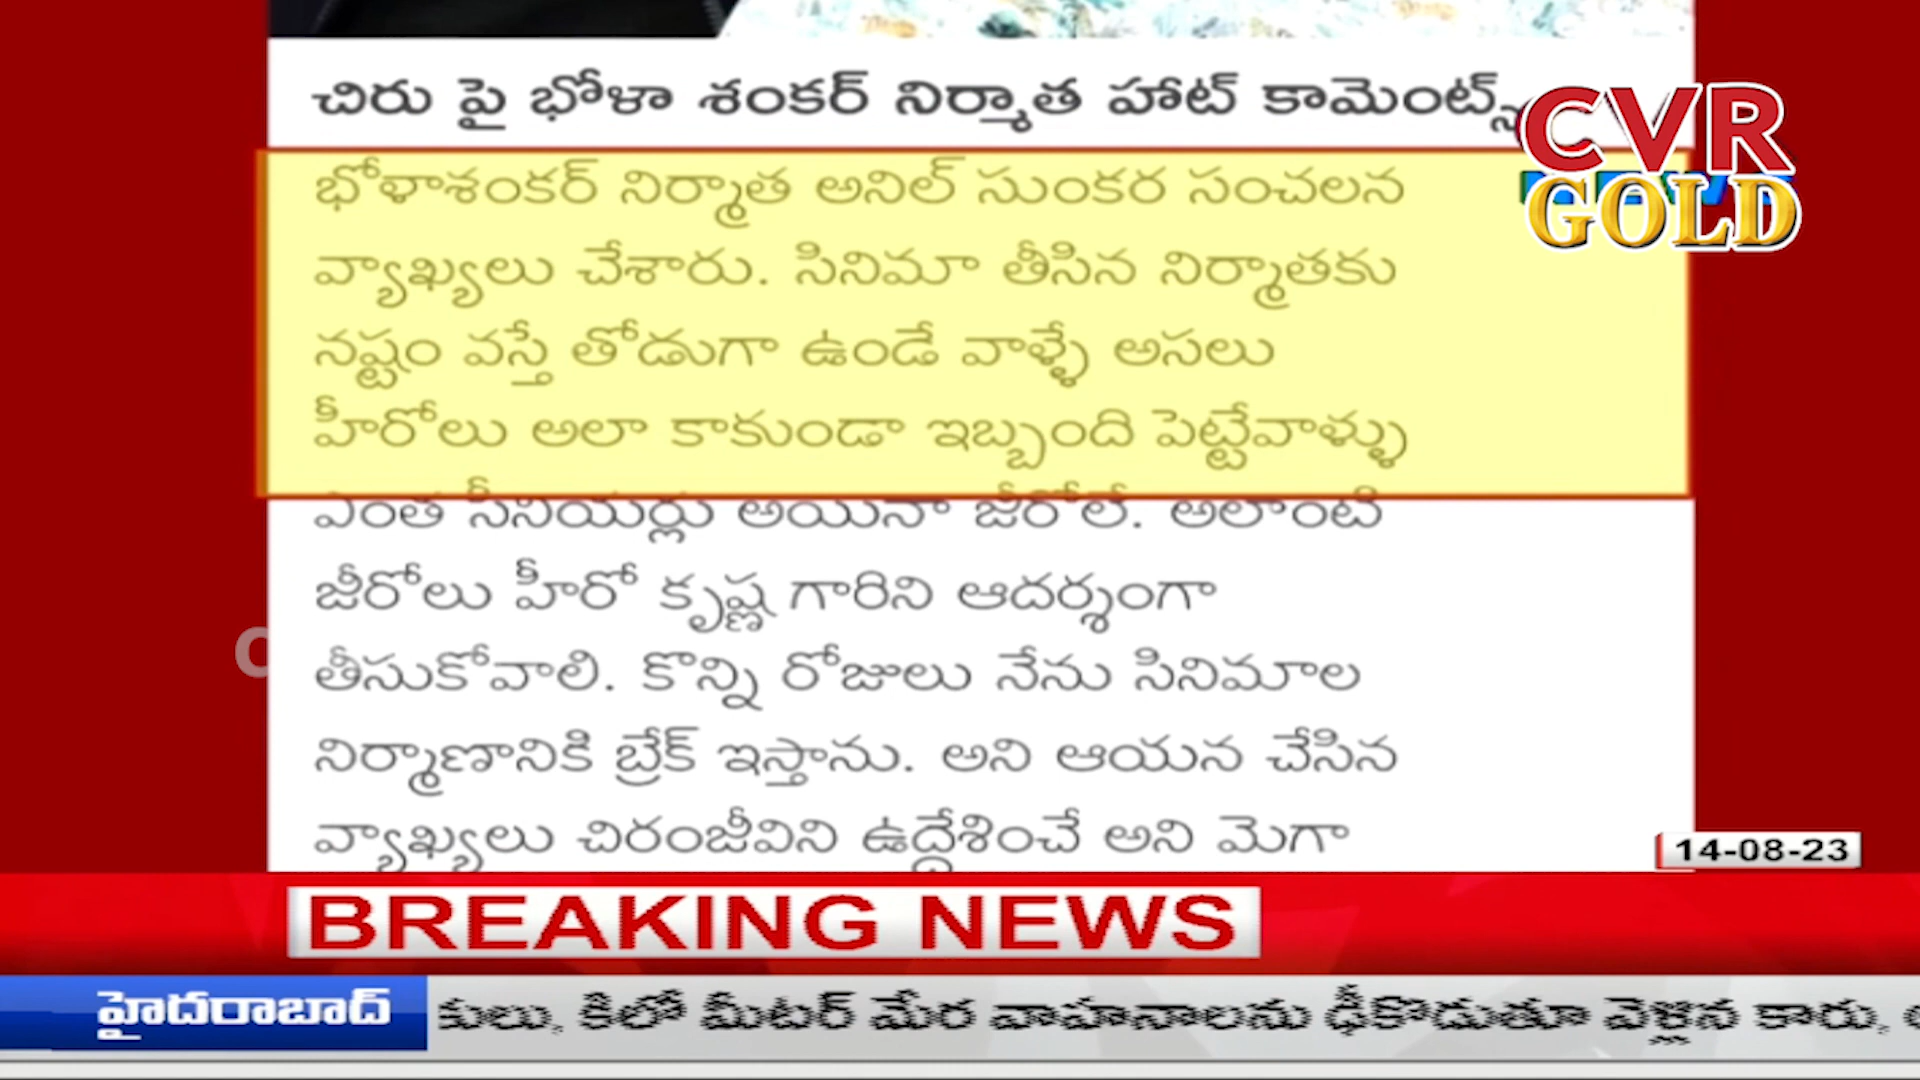 చిరు పై భోళా శంకర్ నిర్మాత హాట్ కామెంట్స్
CVR
GOLD
భోళాశంకర్ నిర్మాత అనిల్ సుంకర సంచలన
వ్యాఖ్యలు చేశారు. సినిమా తీసిన నిర్మాతకు
నష్టం వస్తే తోడుగా ఉండే వాళ్ళే అసలు
హీరోలు అలా కాకుండా ఇబ్బంది పెట్టేవాళ్ళు
ఎంత సీనియర్లు అయినా జీరోలే. అలాంటి
జీరోలు హీరో కృష్ణ గారిని ఆదర్శంగా
తీసుకోవాలి. కొన్ని రోజులు నేను సినిమాల
నిర్మాణానికి బ్రేక్ ఇస్తాను. అని ఆయన చేసిన
వ్యాఖ్యలు చిరంజీవిని ఉద్దేశించే అని మెగా
14-08-23
BREAKING NEWS
హైదరాబాద్ కులు, కిలో మీటర్ మేర వాహనాలను ఢీకొడుతూ వెళ్లిన కారు,